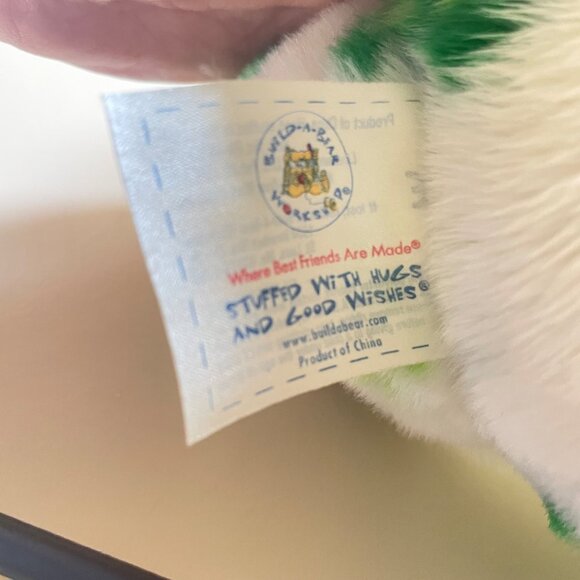 BUILD-A-BEAR
WORKSHOP®
Where Best Friends Are Made®
STUFFED WITH HUGS
AND GOOD WISHES®
www.buildabear.com
Product of China